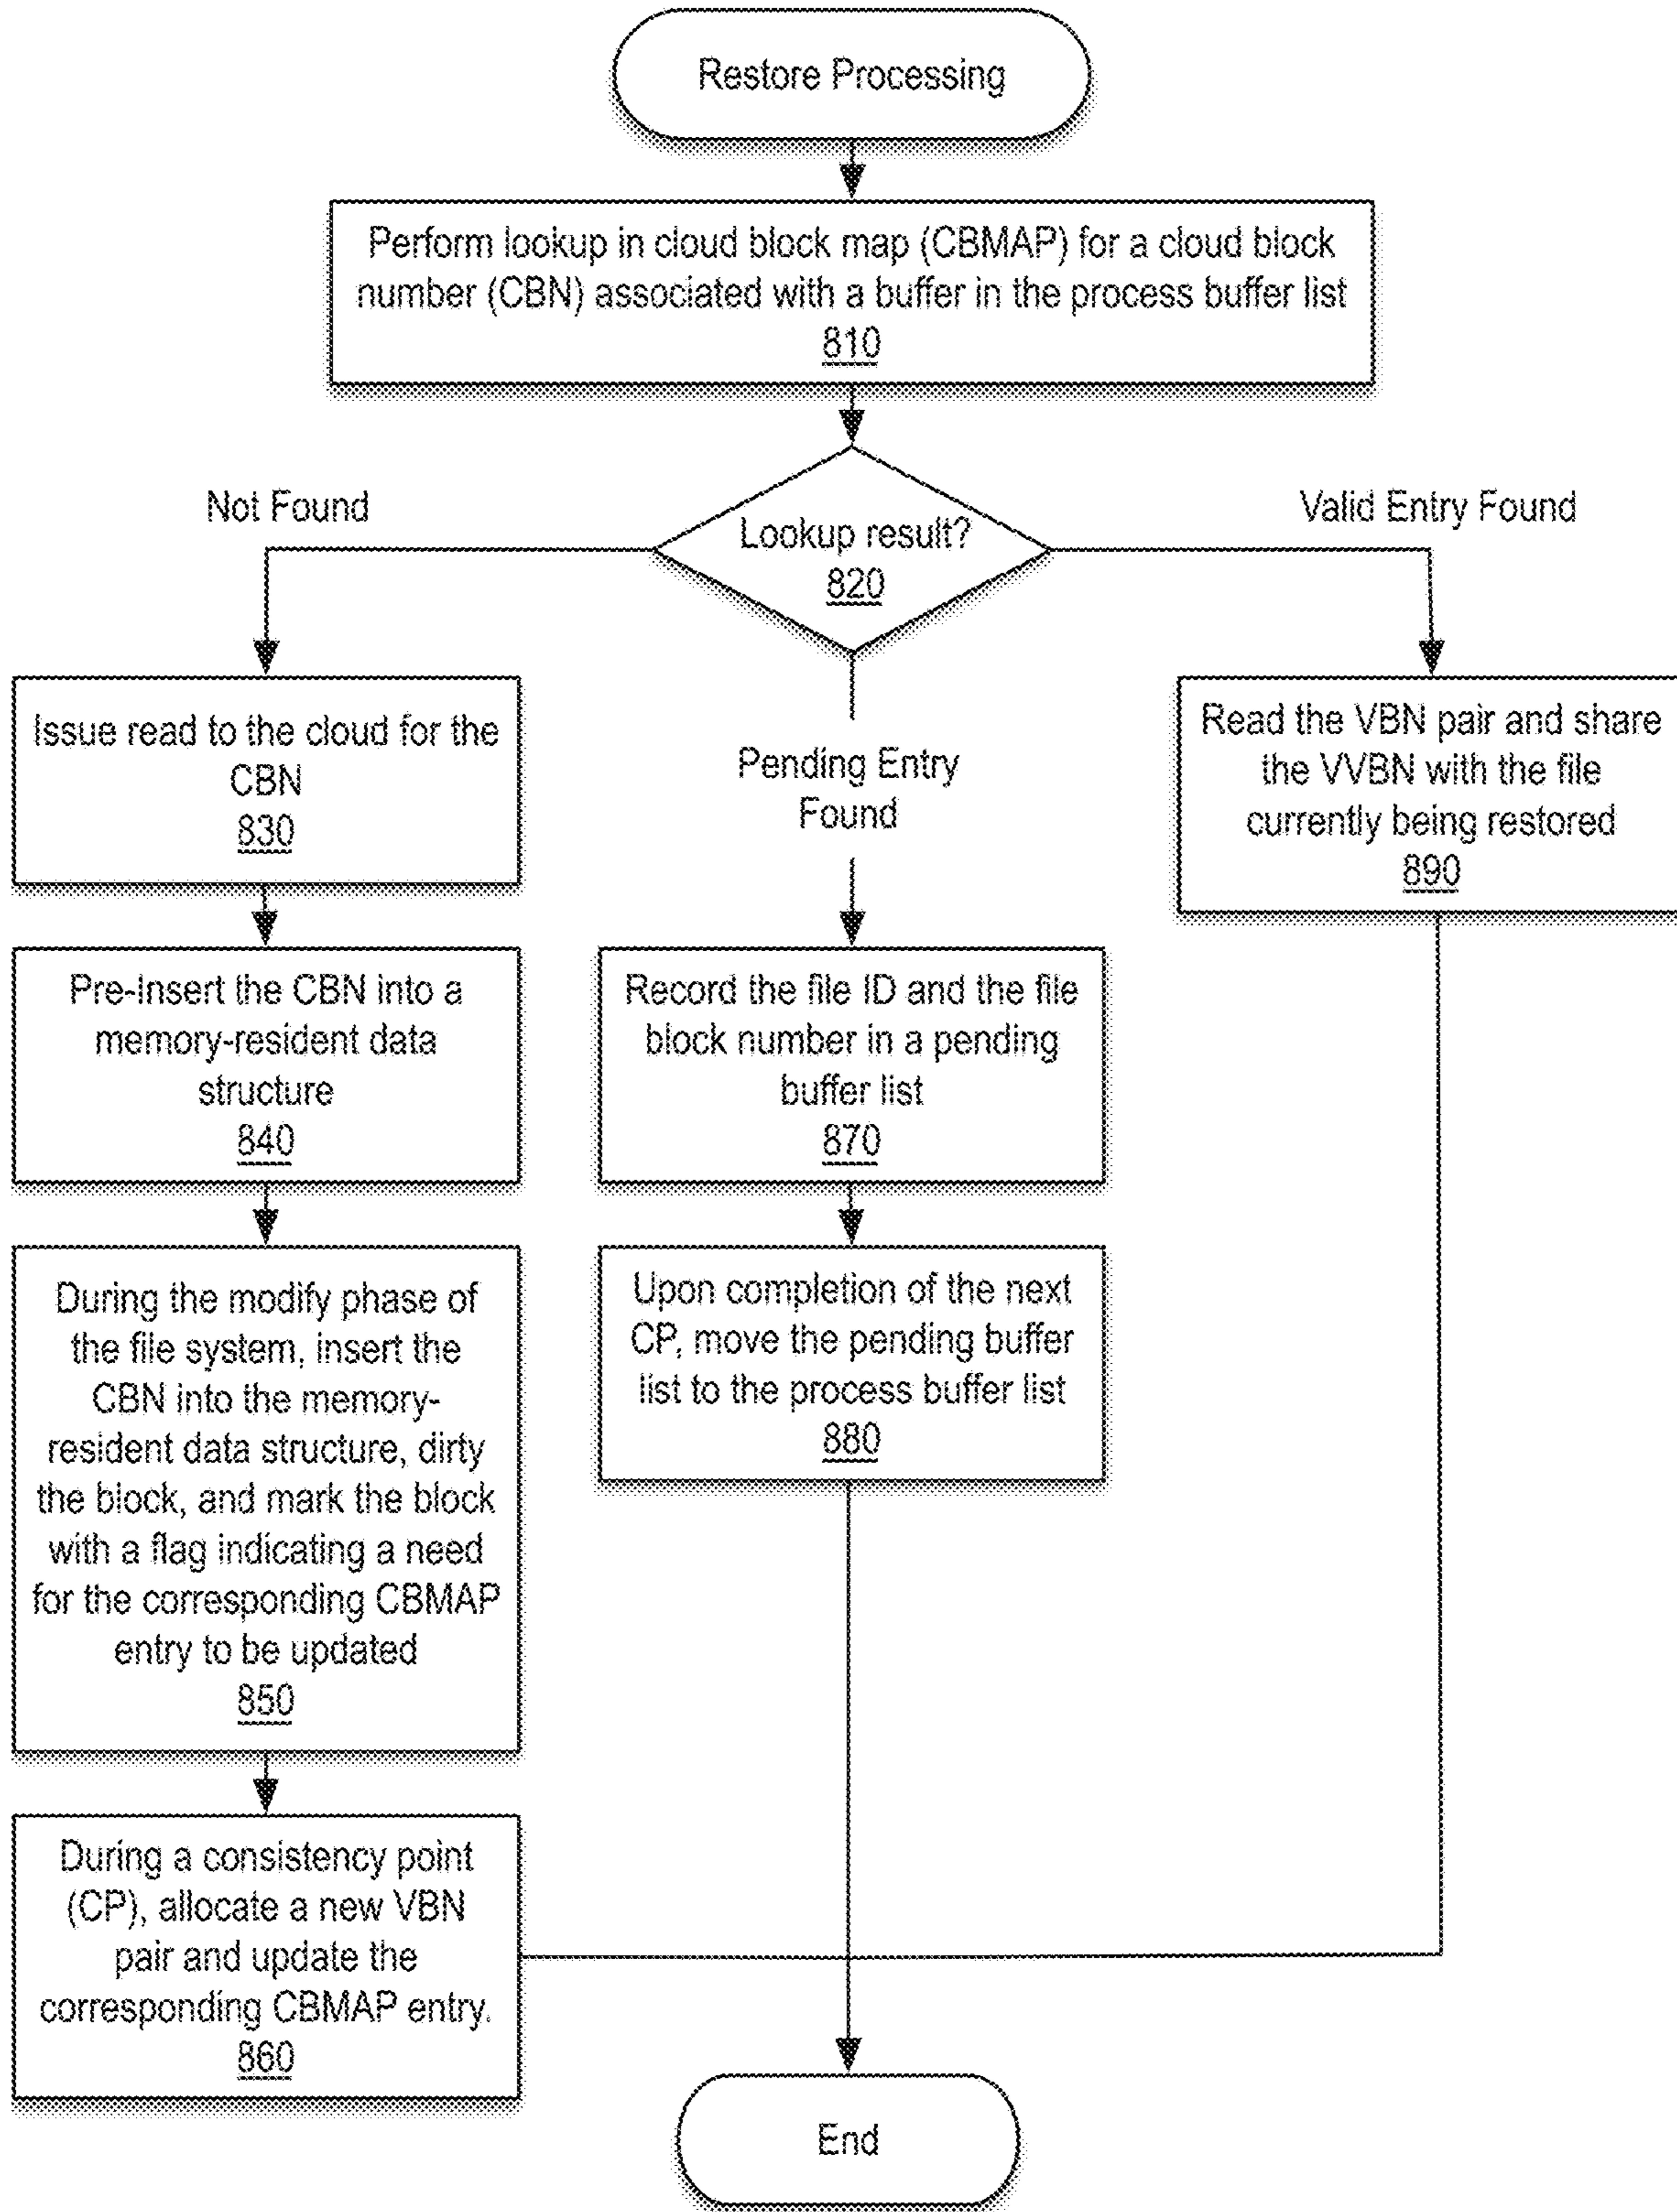 Restore Processing
Perform lookup in cloud block map (CBMAP) for a cloud block
number (CBN) associated with a buffer in the process buffer list
810
Lookup result?
820
Not Found
Issue read to the cloud for the
CBN
830
Pre-Insert the CBN into a
memory-resident data
structure
840
During the modify phase of
the file system, insert the
CBN into the memory-
resident data structure, dirty
the block, and mark the block
with a flag indicating a need
for the corresponding CBMAP
entry to be updated
850
During a consistency point
(CP), allocate a new VBN
pair and update the
corresponding CBMAP entry.
860
Pending Entry
Found
Record the file ID and the file
block number in a pending
buffer list
870
Upon completion of the next
CP, move the pending buffer
list to the process buffer list
880
Valid Entry Found
Read the VBN pair and share
the VVBN with the file
currently being restored
890
End